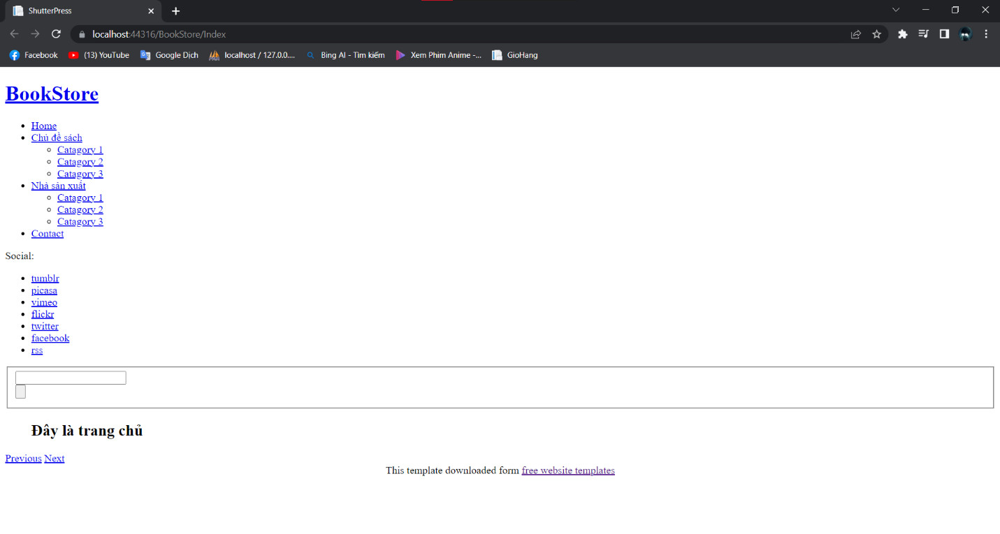 ShutterPress
localhost:44316/BookStore/Index
Facebook (13) YouTube Google Dịch localhost / 127.0.0.... Bing AI - Tìm kiếm Xem Phim Anime -... GioHang
BookStore
Home
Chủ đề sách
Catagory 1
Catagory 2
Catagory 3
Nhà sản xuất
Catagory 1
Catagory 2
Catagory 3
Contact
Social:
tumblr
picasa
vimeo
flickr
twitter
facebook
rss
Đây là trang chủ
Previous Next
This template downloaded form free website templates